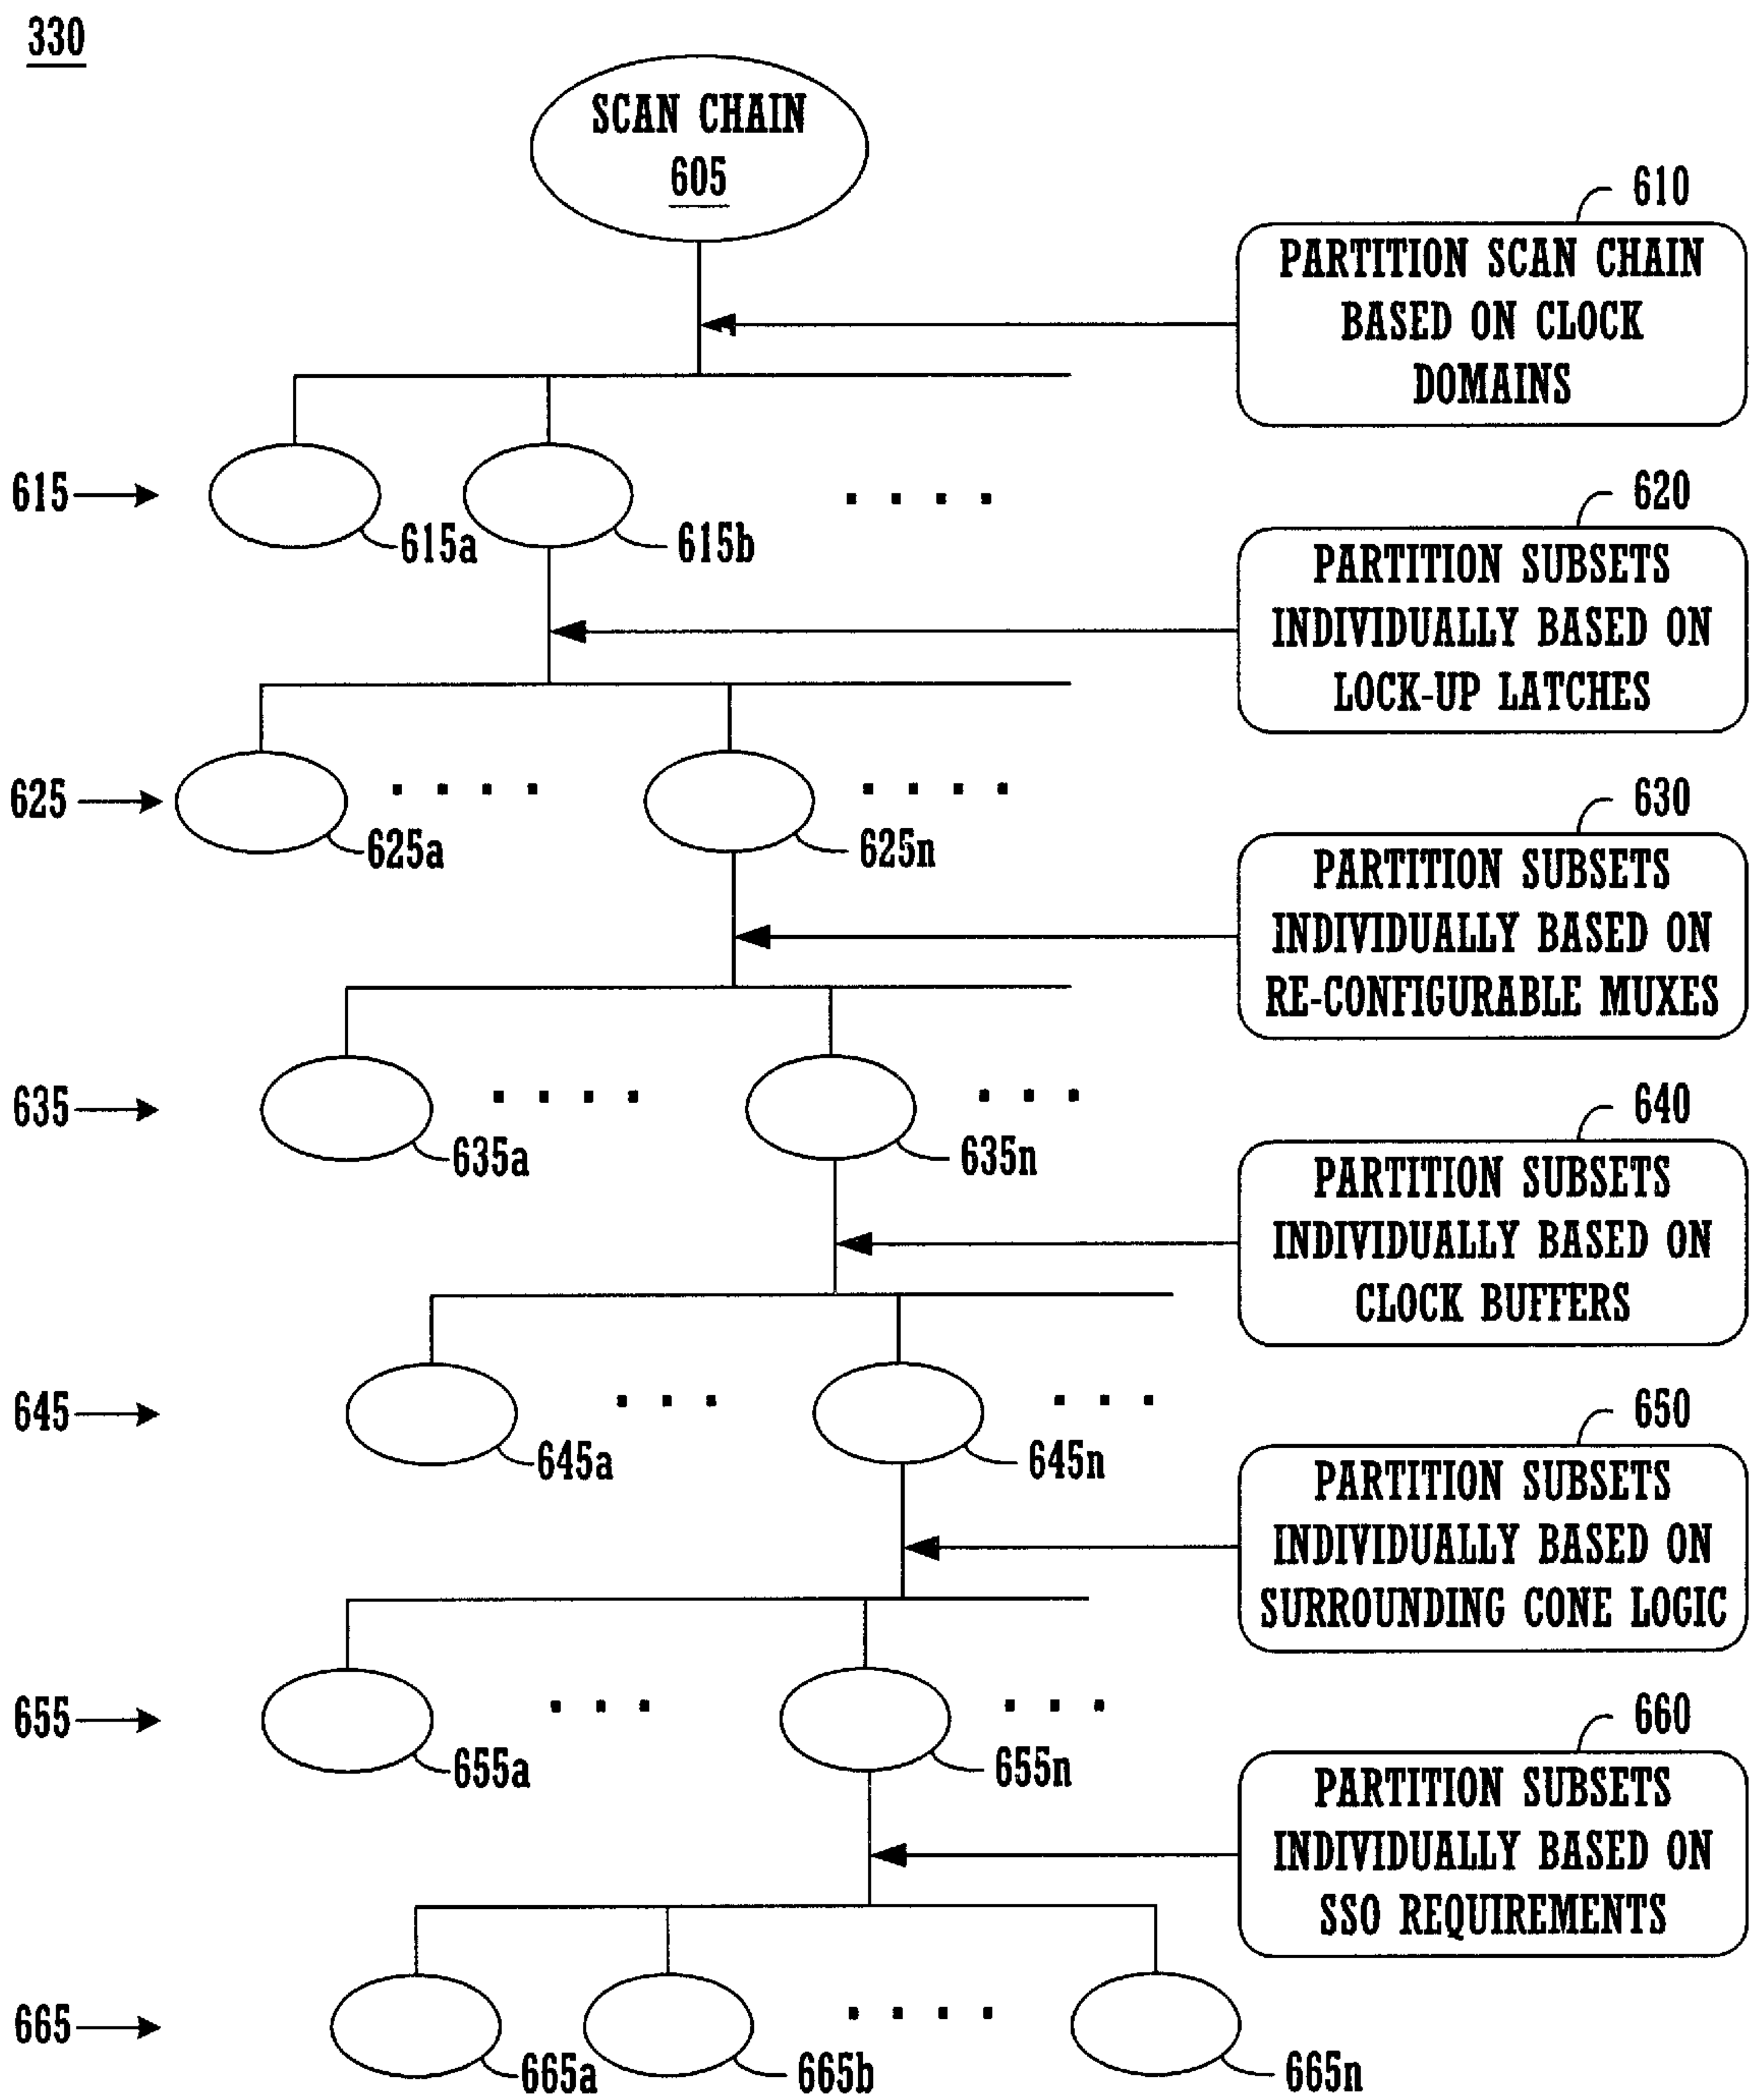 330
SCAN CHAIN
605
610
PARTITION SCAN CHAIN
BASED ON CLOCK
DOMAINS
615
615a
615b
620
PARTITION SUBSETS
INDIVIDUALLY BASED ON
LOCK-UP LATCHES
625
625a
625n
630
PARTITION SUBSETS
INDIVIDUALLY BASED ON
RE-CONFIGURABLE MUXES
635
635a
635n
640
PARTITION SUBSETS
INDIVIDUALLY BASED ON
CLOCK BUFFERS
645
645a
645n
650
PARTITION SUBSETS
INDIVIDUALLY BASED ON
SURROUNDING CONE LOGIC
655
655a
655n
660
PARTITION SUBSETS
INDIVIDUALLY BASED ON
SSO REQUIREMENTS
665
665a
665b
665n